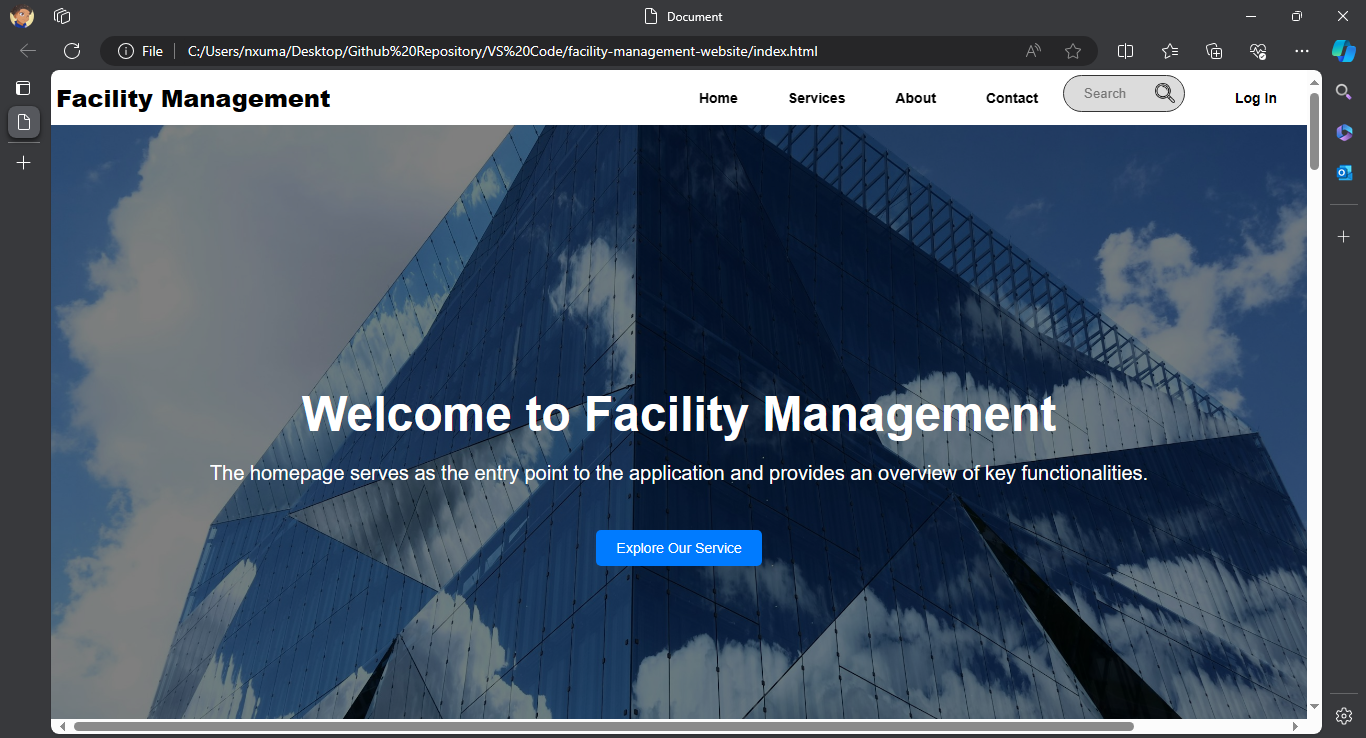 Document
File
C:/Users/nxuma/Desktop/Github%20Repository/VS%20Code/facility-management-website/index.html
Facility Management
Home Services About Contact Search Log In
Welcome to Facility Management
The homepage serves as the entry point to the application and provides an overview of key functionalities.
Explore Our Service